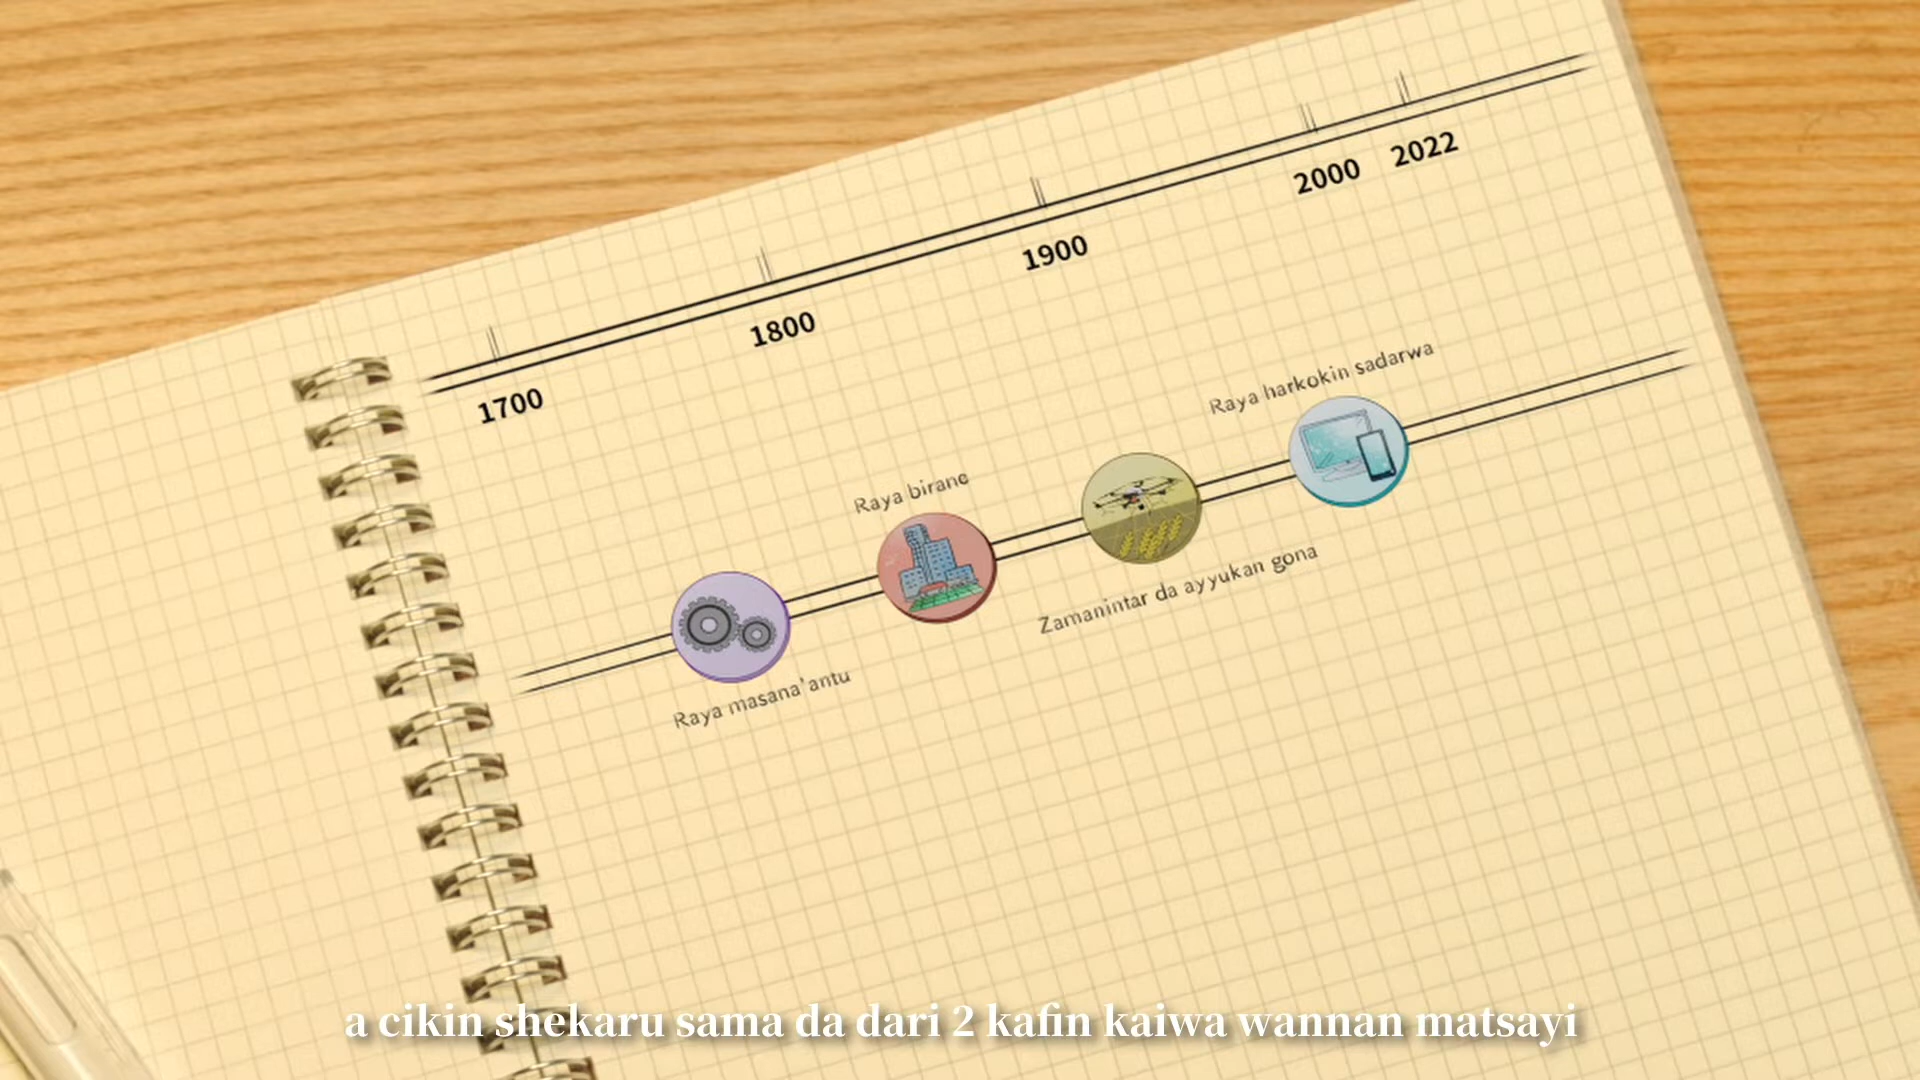 1700
1800
1900
2000
2022
Raya masana'antu
Raya birane
Zamanintar da ayyukan gona
Raya harkokin sadarwa
a cikin shekaru sama da dari 2 kafin kaiwa wannan matsayi